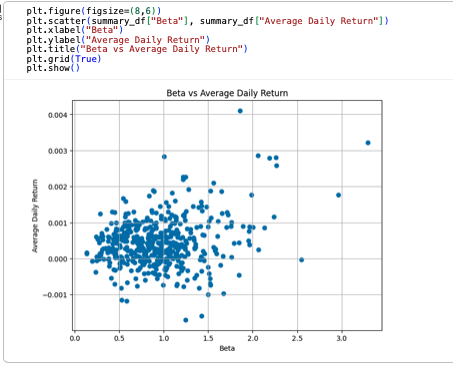 plt.figure(figsize=(8,6))
plt.scatter(summary_df["Beta"], summary_df["Average Daily Return"])
plt.xlabel("Beta")
plt.ylabel("Average Daily Return")
plt.title("Beta vs Average Daily Return")
plt.grid(True)
plt.show()
Beta vs Average Daily Return
0.004
0.003
0.002
0.001
0.000
−0.001
Average Daily Return
0.0 0.5 1.0 1.5 2.0 2.5 3.0
Beta